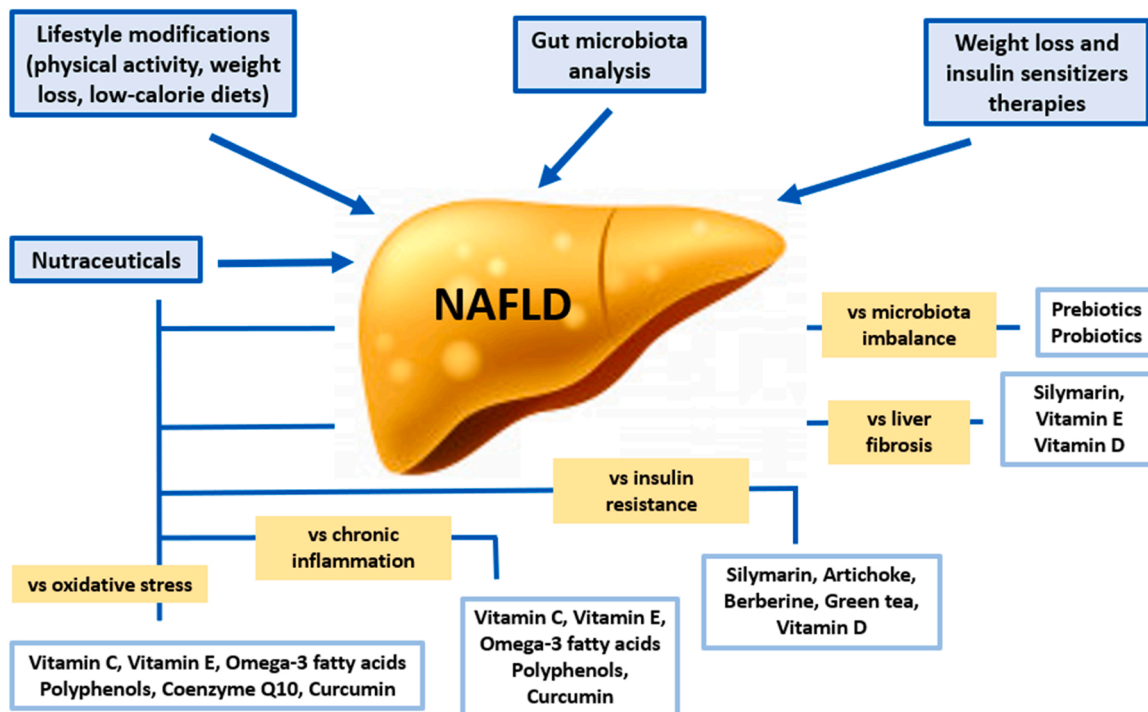 Lifestyle modifications
(physical activity, weight
loss, low-calorie diets)
Gut microbiota
analysis
Weight loss and
insulin sensitizers
therapies
Nutraceuticals
NAFLD
vs microbiota
imbalance
Prebiotics
Probiotics
vs liver
fibrosis
Silymarin,
Vitamin E
Vitamin D
vs insulin
resistance
Silymarin, Artichoke,
Berberine, Green tea,
Vitamin D
vs chronic
inflammation
Vitamin C, Vitamin E,
Omega-3 fatty acids
Polyphenols,
Curcumin
vs oxidative stress
Vitamin C, Vitamin E, Omega-3 fatty acids
Polyphenols, Coenzyme Q10, Curcumin